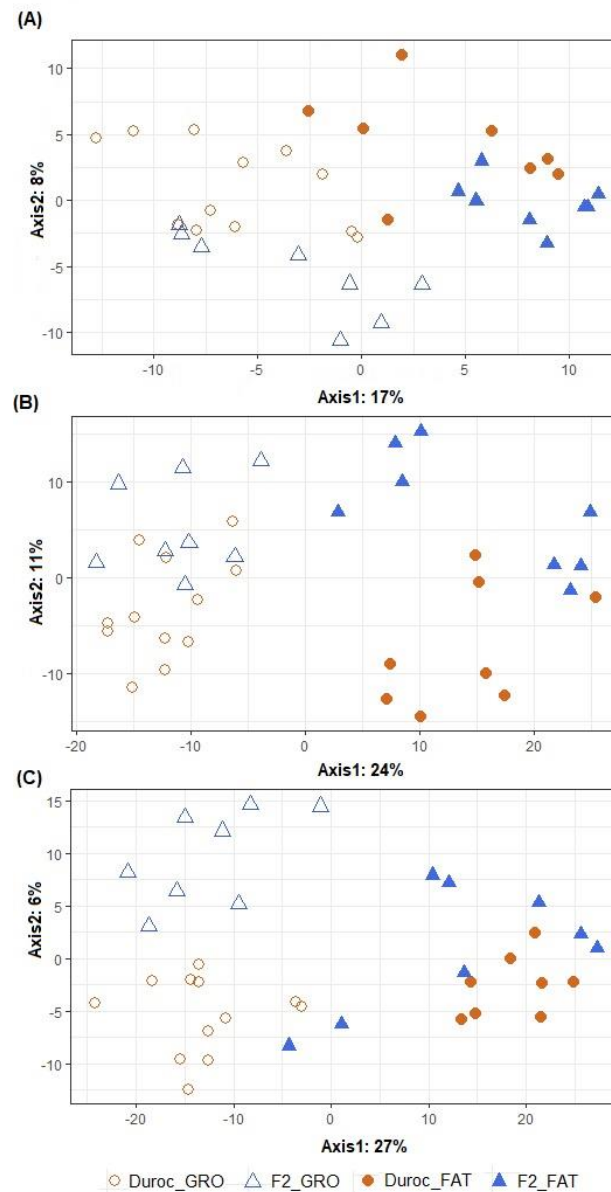 (A)
10
5
0
-5
-10
Axis2: 8%
-10 -5 0 5 10
Axis1: 17%
(B)
10
0
-10
Axis2: 11%
-20 -10 0 10 20
Axis1: 24%
(C)
15
10
5
0
-5
-10
Axis2: 6%
-20 -10 0 10 20
Axis1: 27%
Duroc_GRO F2_GRO Duroc_FAT F2_FAT